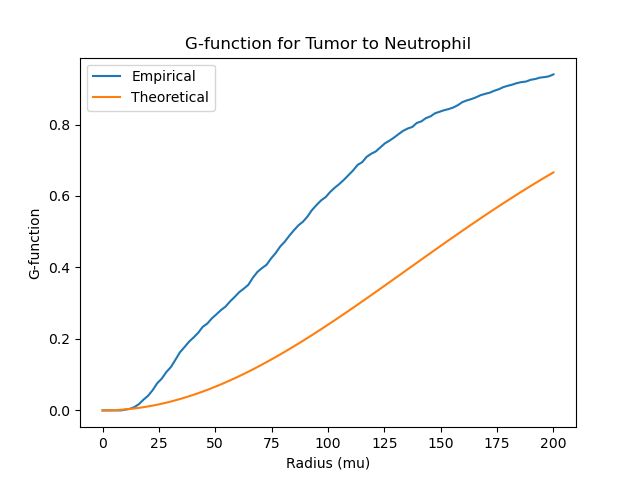 G-function for Tumor to Neutrophil
Empirical
Theoretical
G-function
0.8
0.6
0.4
0.2
0.0
0 25 50 75 100 125 150 175 200
Radius (mu)